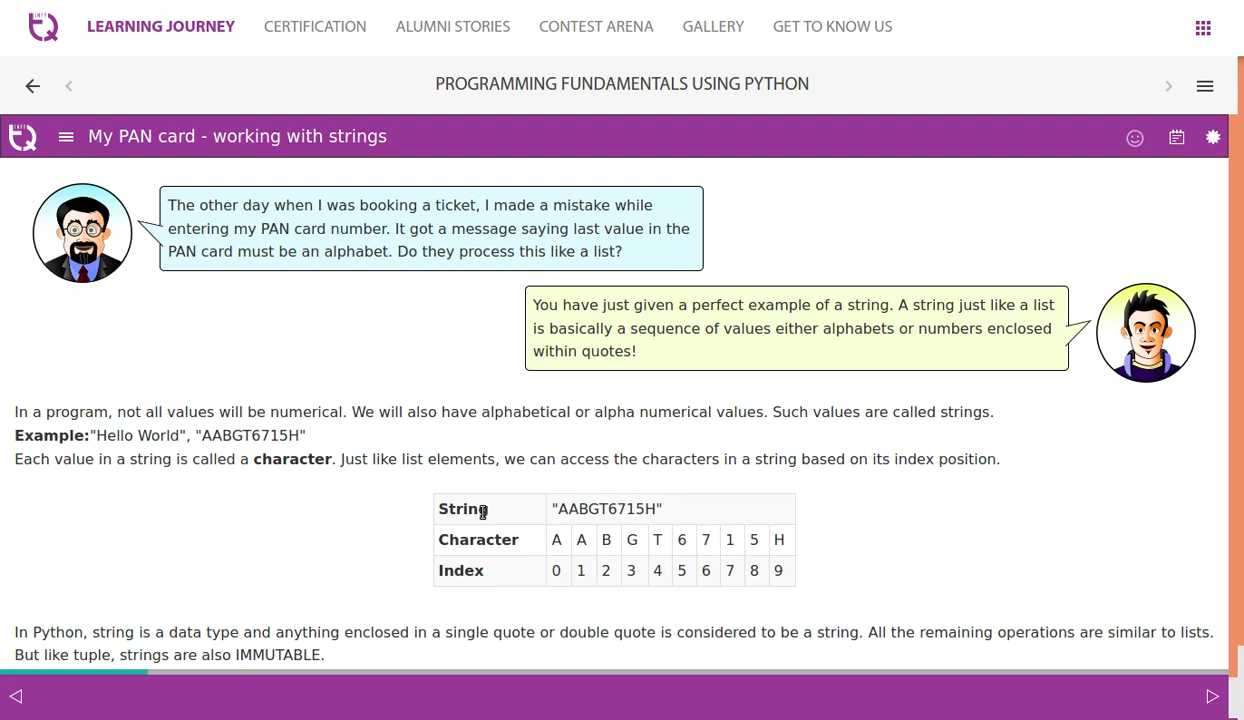 LEARNING JOURNEY CERTIFICATION ALUMNI STORIES CONTEST ARENA GALLERY GET TO KNOW US
PROGRAMMING FUNDAMENTALS USING PYTHON
My PAN card - working with strings
The other day when I was booking a ticket, I made a mistake while
entering my PAN card number. It got a message saying last value in the
PAN card must be an alphabet. Do they process this like a list?
You have just given a perfect example of a string. A string just like a list
is basically a sequence of values either alphabets or numbers enclosed
within quotes!
In a program, not all values will be numerical. We will also have alphabetical or alpha numerical values. Such values are called strings.
Example:"Hello World", "AABGT6715H"
Each value in a string is called a character. Just like list elements, we can access the characters in a string based on its index position.
String "AABGT6715H"
Character A A B G T 6 7 1 5 H
Index 0 1 2 3 4 5 6 7 8 9
In Python, string is a data type and anything enclosed in a single quote or double quote is considered to be a string. All the remaining operations are similar to lists.
But like tuple, strings are also IMMUTABLE.